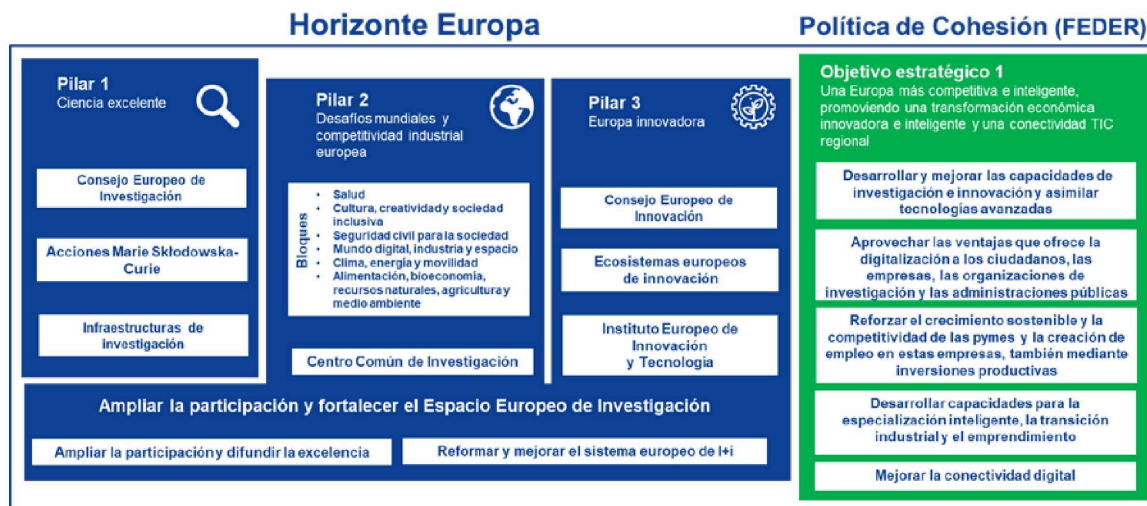 Horizonte Europa
Política de Cohesión (FEDER)
Pilar 1
Ciencia excelente
Consejo Europeo de
Investigación
Acciones Marie Skłodowska-
Curie
Infraestructuras de
investigación
Pilar 2
Desafíos mundiales y
competitividad industrial
europea
Bloques
• Salud
• Cultura, creatividad y sociedad
inclusiva
• Seguridad civil para la sociedad
• Mundo digital, industria y espacio
• Clima, energía y movilidad
• Alimentación, bioeconomía,
recursos naturales, agricultura y
medio ambiente
Centro Común de Investigación
Pilar 3
Europa innovadora
Consejo Europeo de
Innovación
Ecosistemas europeos
de innovación
Instituto Europeo de
Innovación
y Tecnología
Ampliar la participación y fortalecer el Espacio Europeo de Investigación
Ampliar la participación y difundir la excelencia
Reformar y mejorar el sistema europeo de I+i
Objetivo estratégico 1
Una Europa más competitiva e inteligente,
promoviendo una transformación económica
innovadora e inteligente y una conectividad TIC
regional
Desarrollar y mejorar las capacidades de
investigación e innovación y asimilar
tecnologías avanzadas
Aprovechar las ventajas que ofrece la
digitalización a los ciudadanos, las
empresas, las organizaciones de
investigación y las administraciones públicas
Reforzar el crecimiento sostenible y la
competitividad de las pymes y la creación de
empleo en estas empresas, también mediante
inversiones productivas
Desarrollar capacidades para la
especialización inteligente, la transición
industrial y el emprendimiento
Mejorar la conectividad digital